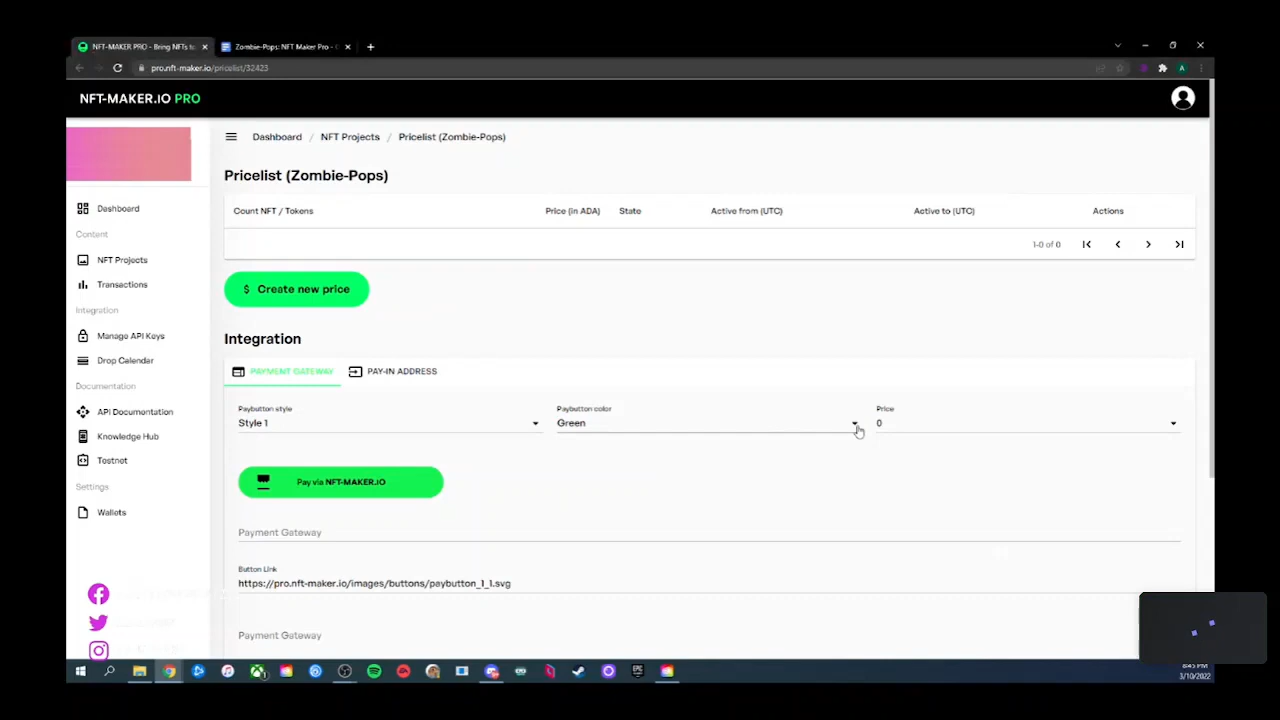 NFT-MAKER PRO - Bring NFTs to
Zombie-Pops: NFT Maker Pro -
pro.nft-maker.io/pricelist/32423
A
NFT-MAKER.IO PRO
Dashboard / NFT Projects / Pricelist (Zombie-Pops)
Pricelist (Zombie-Pops)
Dashboard
Content
NFT Projects
Transactions
Integration
Manage API Keys
Drop Calendar
Documentation
API Documentation
Knowledge Hub
Testnet
Settings
Wallets
Count NFT / Tokens Price (in ADA) State Active from (UTC) Active to (UTC) Actions
1-0 of 0
$ Create new price
Integration
PAYMENT GATEWAY PAY-IN ADDRESS
Paybutton style Paybutton color Price
Style 1 Green 0
Pay via NFT-MAKER.IO
Payment Gateway
Button Link
https://pro.nft-maker.io/images/buttons/paybutton_1_1.svg
Payment Gateway
3/10/2022